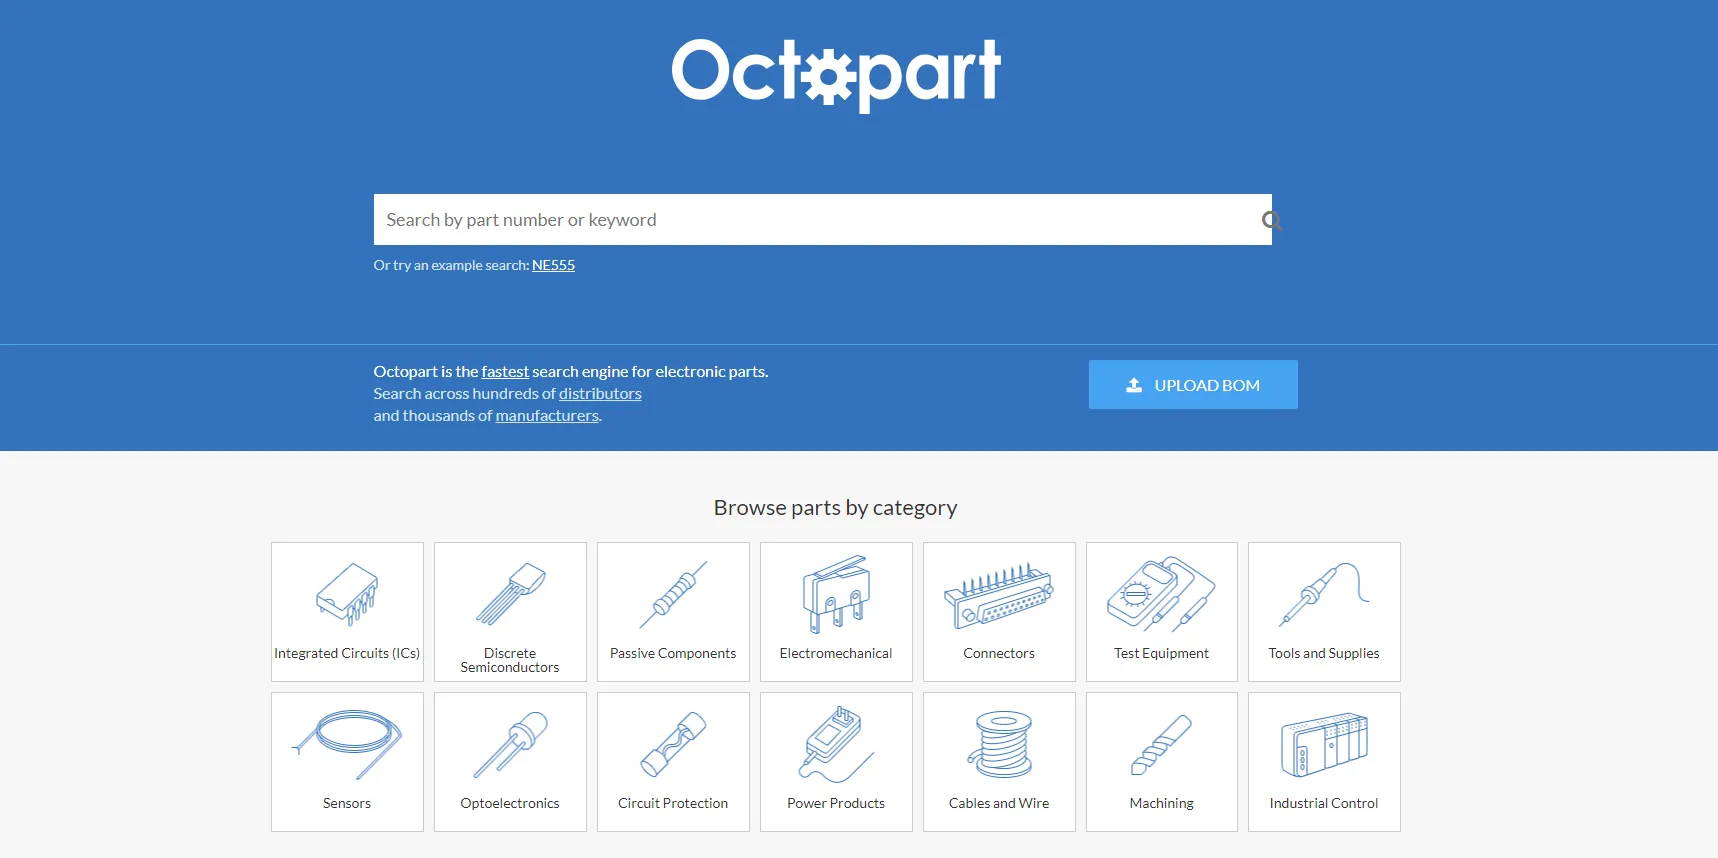 Octopart
Search by part number or keyword
Or try an example search: NE555
Octopart is the fastest search engine for electronic parts.
Search across hundreds of distributors
and thousands of manufacturers.
UPLOAD BOM
Browse parts by category
Integrated Circuits (ICs)
Discrete
Semiconductors
Passive Components
Electromechanical
Connectors
Test Equipment
Tools and Supplies
Sensors
Optoelectronics
Circuit Protection
Power Products
Cables and Wire
Machining
Industrial Control